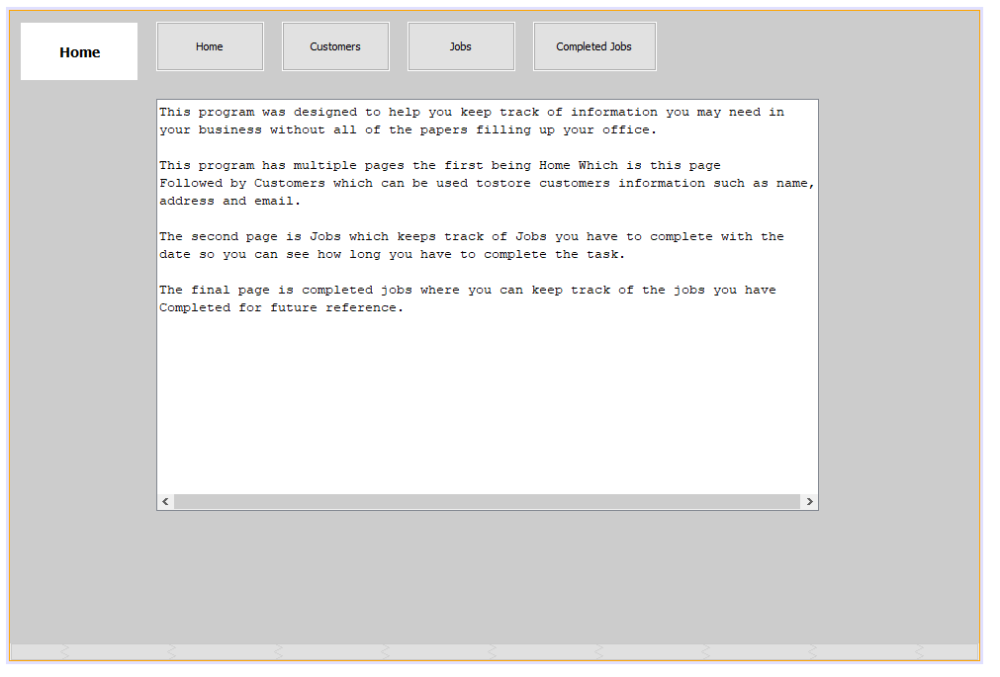 Home
Home
Customers
Jobs
Completed Jobs
This program was designed to help you keep track of information you may need in
your business without all of the papers filling up your office.
This program has multiple pages the first being Home Which is this page
Followed by Customers which can be used tostore customers information such as name,
address and email.
The second page is Jobs which keeps track of Jobs you have to complete with the
date so you can see how long you have to complete the task.
The final page is completed jobs where you can keep track of the jobs you have
Completed for future reference.